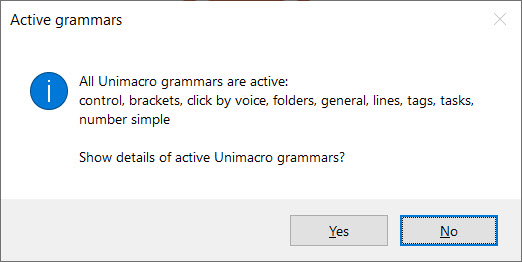 Active grammars
All Unimacro grammars are active:
control, brackets, click by voice, folders, general, lines, tags, tasks,
number simple
Show details of active Unimacro grammars?
Yes No